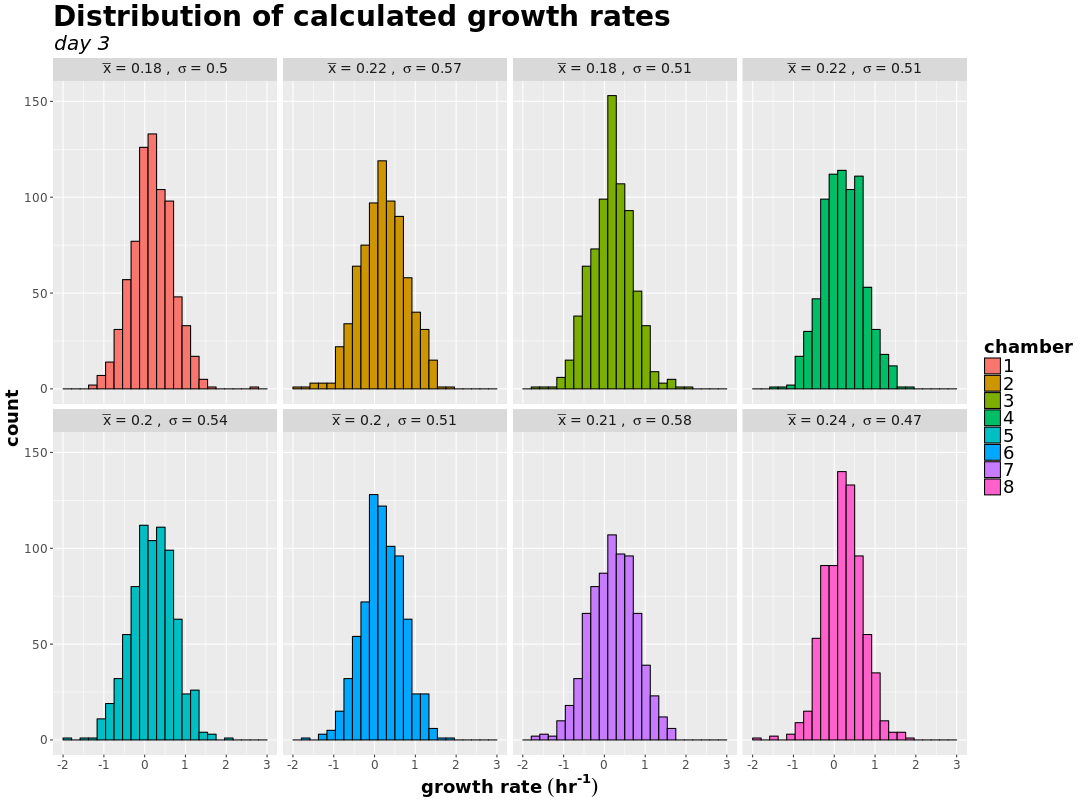 Distribution of calculated growth rates
day 3
x̅ = 0.18 , σ = 0.5
x̅ = 0.22 , σ = 0.57
x̅ = 0.18 , σ = 0.51
x̅ = 0.22 , σ = 0.51
150
100
50
0
x̅ = 0.2 , σ = 0.54
x̅ = 0.2 , σ = 0.51
x̅ = 0.21 , σ = 0.58
x̅ = 0.24 , σ = 0.47
150
100
50
0
-2 -1 0 1 2 3
-2 -1 0 1 2 3
-2 -1 0 1 2 3
-2 -1 0 1 2 3
count
growth rate (hr⁻¹)
chamber
1
2
3
4
5
6
7
8